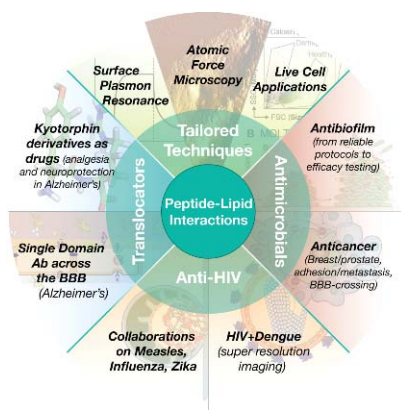 Atomic
Force
Microscopy
Surface
Plasmon
Resonance
Live Cell
Applications
Kyotorphin
derivatives as
drugs (analgesia
and neuroprotection
in Alzheimer's)
Antibiofilm
(from reliable
protocols to
efficacy testing)
Tailored
Techniques
Translocators
Peptide-Lipid
Interactions
Antimicrobials
Anti-HIV
Single Domain
Ab across
the BBB
(Alzheimer's)
Anticancer
(Breast/prostate,
adhesion/metastasis,
BBB-crossing)
Collaborations
on Measles,
Influenza, Zika
HIV+Dengue
(super resolution
imaging)